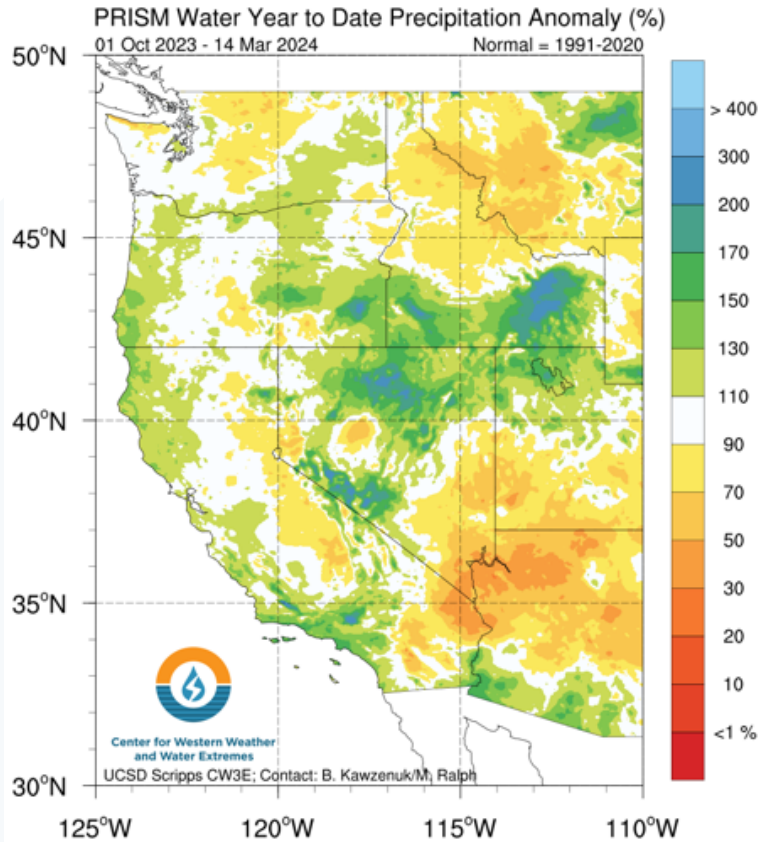 PRISM Water Year to Date Precipitation Anomaly (%)
01 Oct 2023 - 14 Mar 2024 Normal = 1991-2020
50°N
45°N
40°N
35°N
30°N
125°W 120°W 115°W 110°W
> 400
300
200
170
150
130
110
90
70
50
30
20
10
<1 %
Center for Western Weather
and Water Extremes
UCSD Scripps CW3E; Contact: B. Kawzenuk/M. Ralph